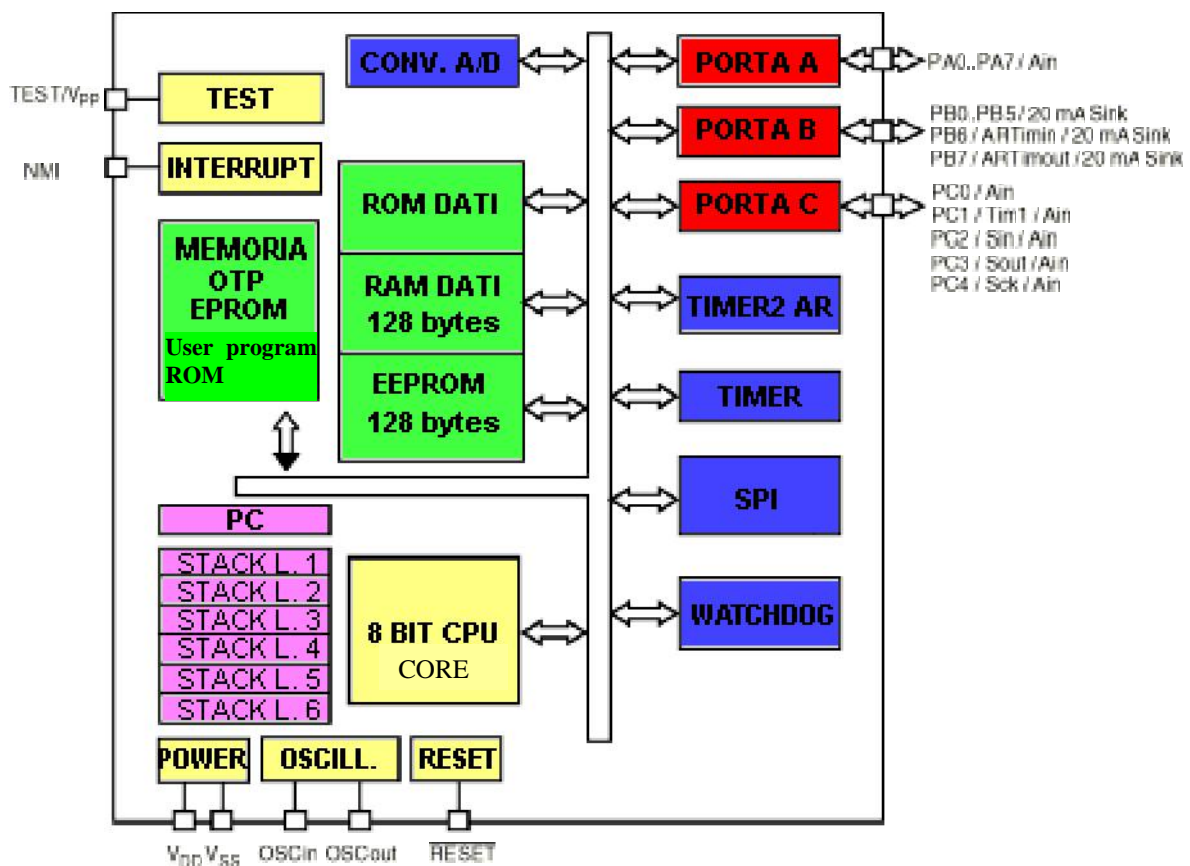 CONV. A/D
PORTA A
PA0..PA7 / Ain
TEST/VPP
TEST
PORTA B
PB0..PB5 / 20 mA Sink
PB6 / ARTimin / 20 mA Sink
PB7 / ARTimout / 20 mA Sink
NMI
INTERRUPT
ROM DATI
PORTA C
PC0 / Ain
PC1 / Tim1 / Ain
PC2 / Sin / Ain
PC3 / Sout / Ain
PC4 / Sck / Ain
MEMORIA
OTP
EPROM
User program
ROM
RAM DATI
128 bytes
TIMER2 AR
EEPROM
128 bytes
TIMER
SPI
PC
STACK L. 1
STACK L. 2
STACK L. 3
STACK L. 4
STACK L. 5
STACK L. 6
8 BIT CPU
CORE
WATCHDOG
POWER
OSCILL.
RESET
VDD VSS OSCin OSCout RESET